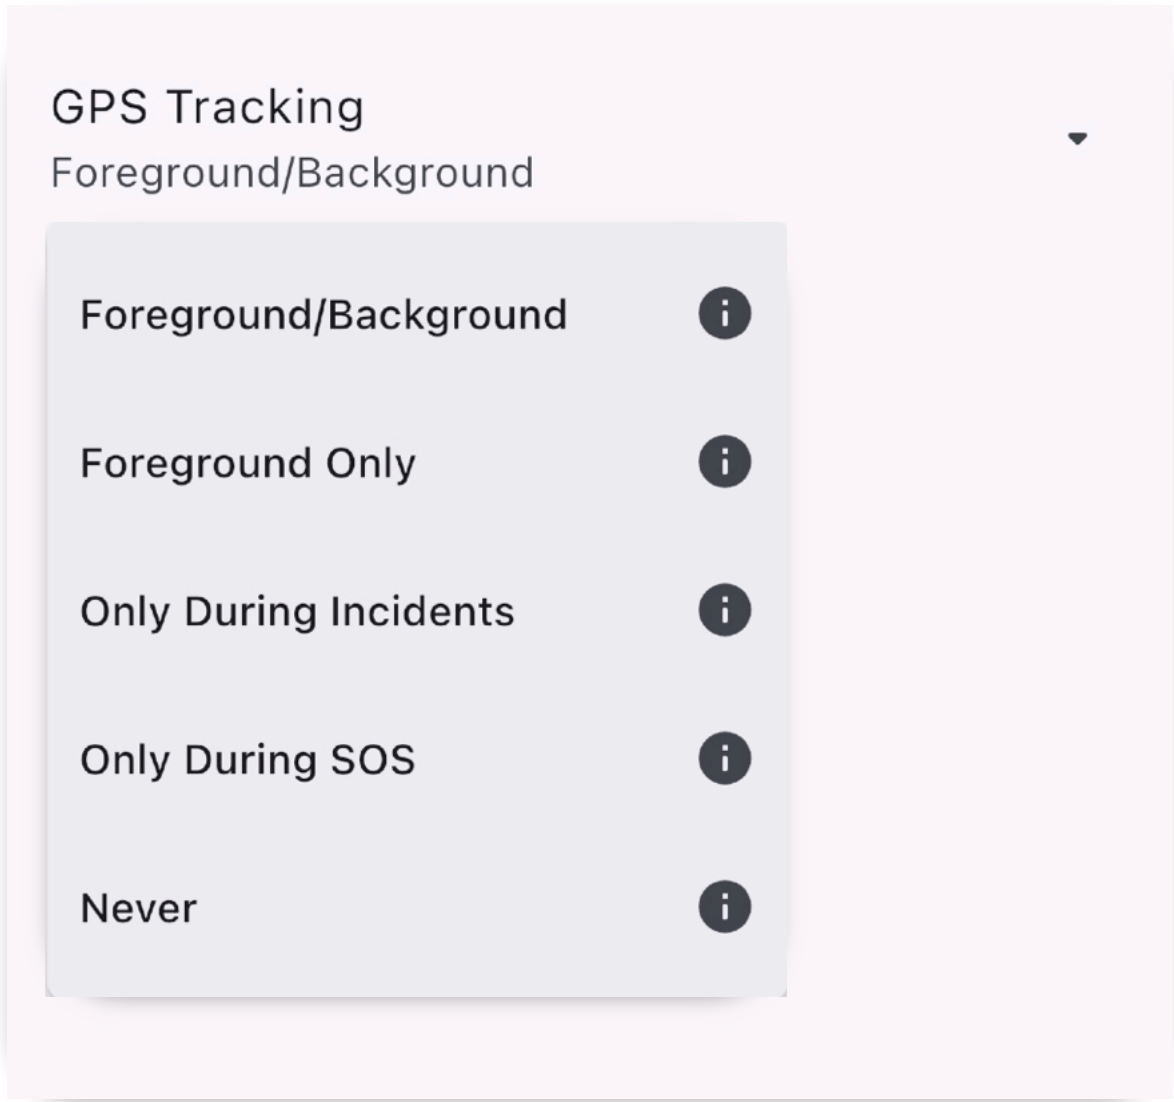 GPS Tracking
Foreground/Background
Foreground/Background
Foreground Only
Only During Incidents
Only During SOS
Never